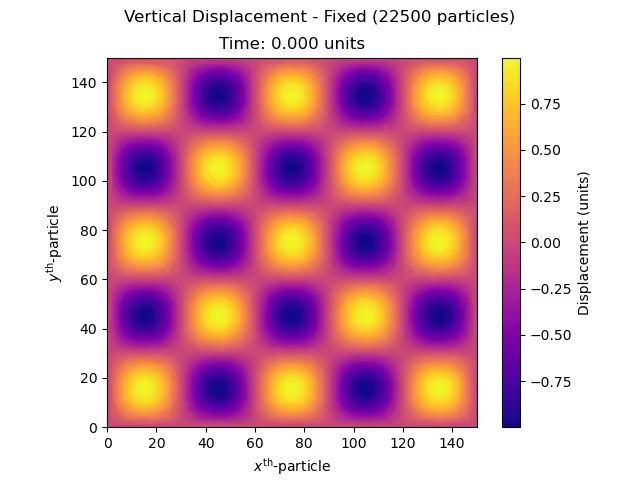 Vertical Displacement - Fixed (22500 particles)
Time: 0.000 units
140
120
100
80
60
40
20
0
yᵗʰ-particle
0 20 40 60 80 100 120 140
xᵗʰ-particle
0.75
0.50
0.25
0.00
−0.25
−0.50
−0.75
Displacement (units)